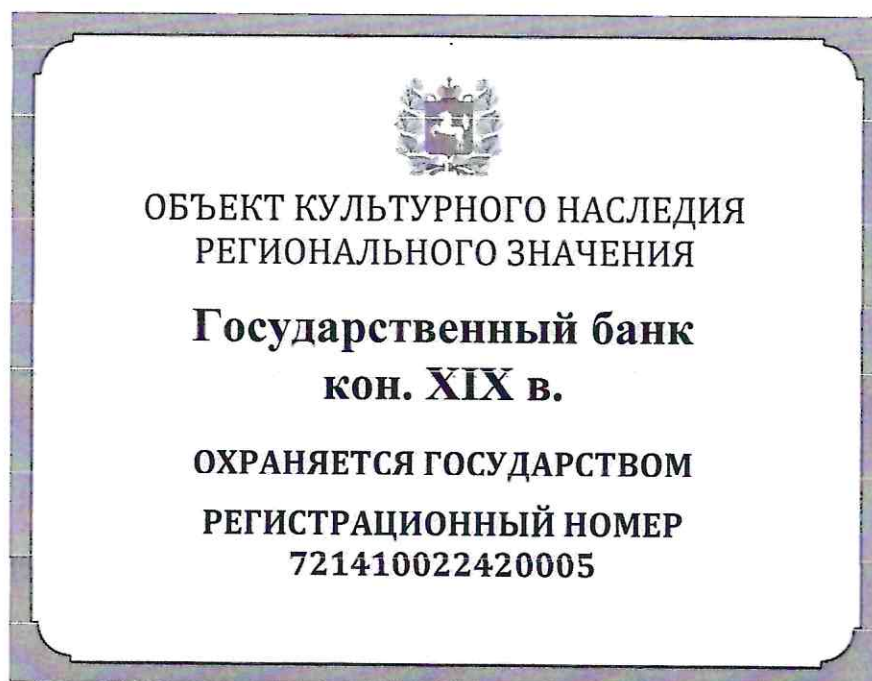 ОБЪЕКТ КУЛЬТУРНОГО НАСЛЕДИЯ
РЕГИОНАЛЬНОГО ЗНАЧЕНИЯ
Государственный банк
кон. XIX в.
ОХРАНЯЕТСЯ ГОСУДАРСТВОМ
РЕГИСТРАЦИОННЫЙ НОМЕР
721410022420005